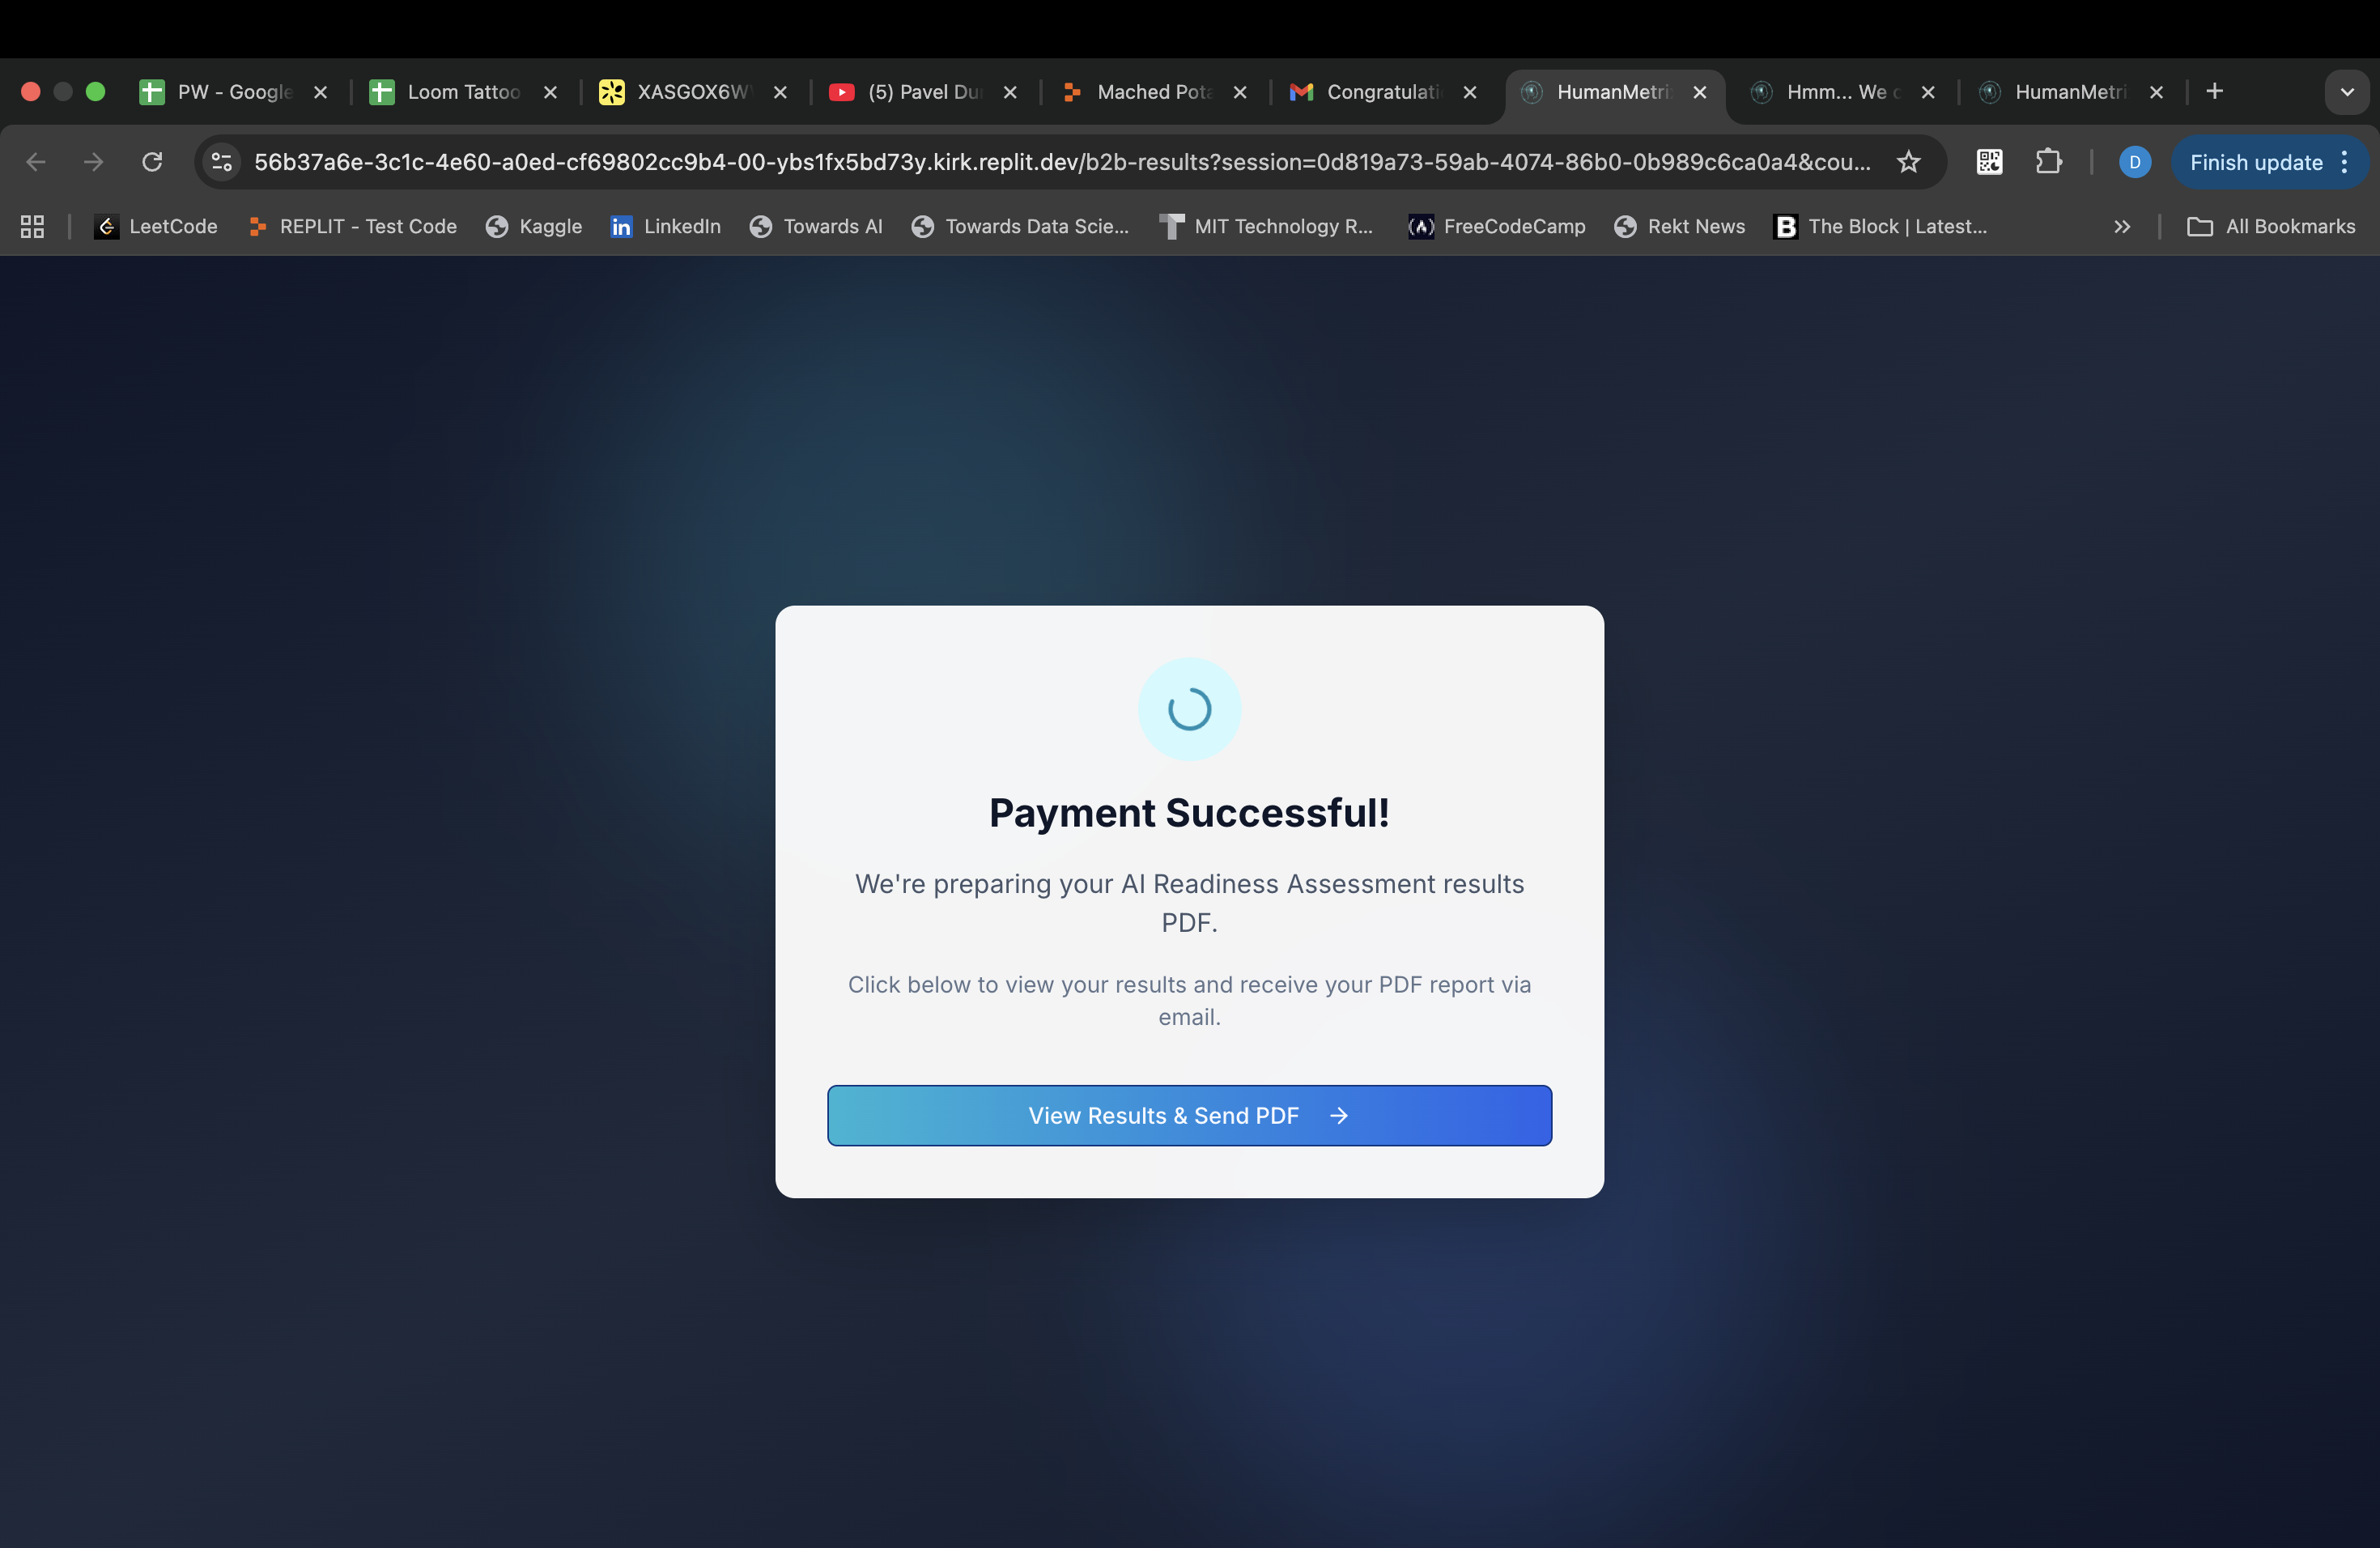 PW - Google
Loom Tattoo
XASGOX6W
(5) Pavel Du
Mached Pota
Congratulati
HumanMetri
Hmm... We c
HumanMetri
56b37a6e-3c1c-4e60-a0ed-cf69802cc9b4-00-ybs1fx5bd73y.kirk.replit.dev/b2b-results?session=0d819a73-59ab-4074-86b0-0b989c6ca0a4&cou...
D
Finish update
LeetCode
REPLIT - Test Code
Kaggle
LinkedIn
Towards AI
Towards Data Scie...
MIT Technology R...
FreeCodeCamp
Rekt News
The Block | Latest...
All Bookmarks
Payment Successful!
We're preparing your AI Readiness Assessment results
PDF.
Click below to view your results and receive your PDF report via
email.
View Results & Send PDF